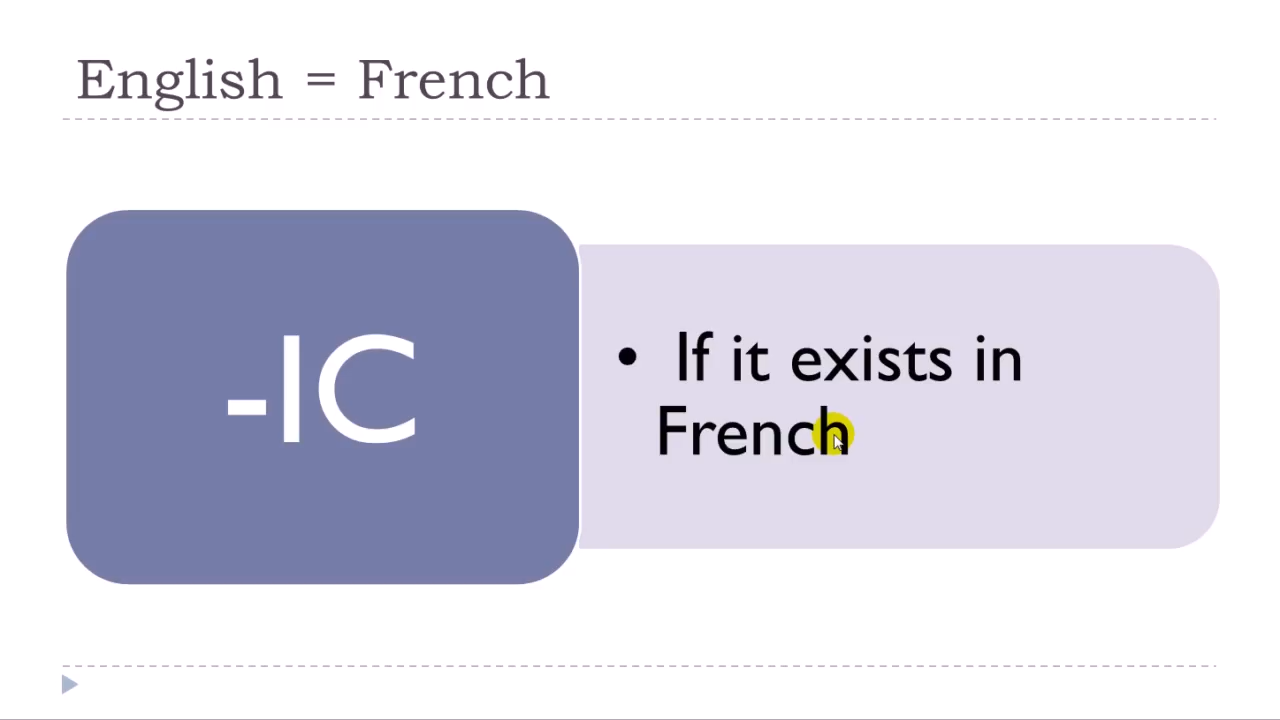 English = French
-IC
• If it exists in
French